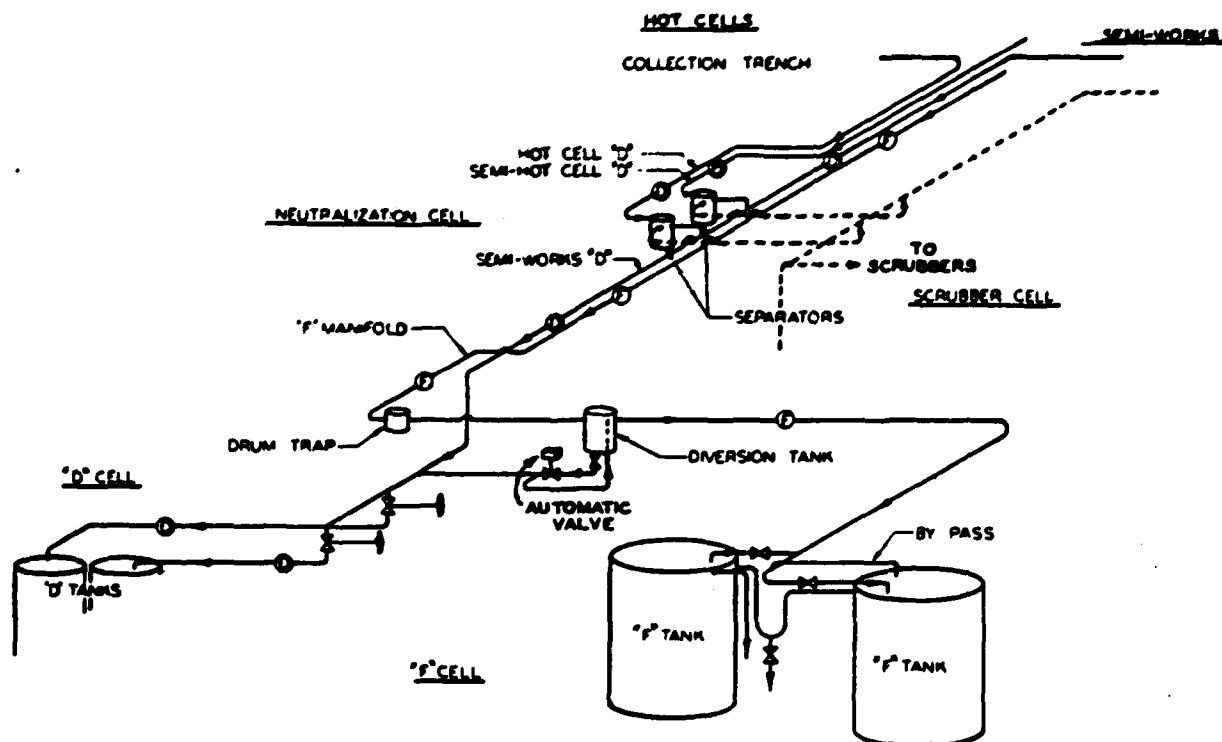 HOT CELLS
SEMI-WORKS
COLLECTION TRENCH
HOT CELL "D"
SEMI-HOT CELL "D"
NEUTRALIZATION CELL
SEMI-WORKS "D"
TO
SCRUBBERS
SCRUBBER CELL
SEPARATORS
"F" MANIFOLD
D
F
D
D
F
D
F
F
DRUM TRAP
DIVERSION TANK
"D" CELL
AUTOMATIC
VALVE
D
D
BY PASS
"D" TANKS
"F" TANK
"F" TANK
"F" CELL